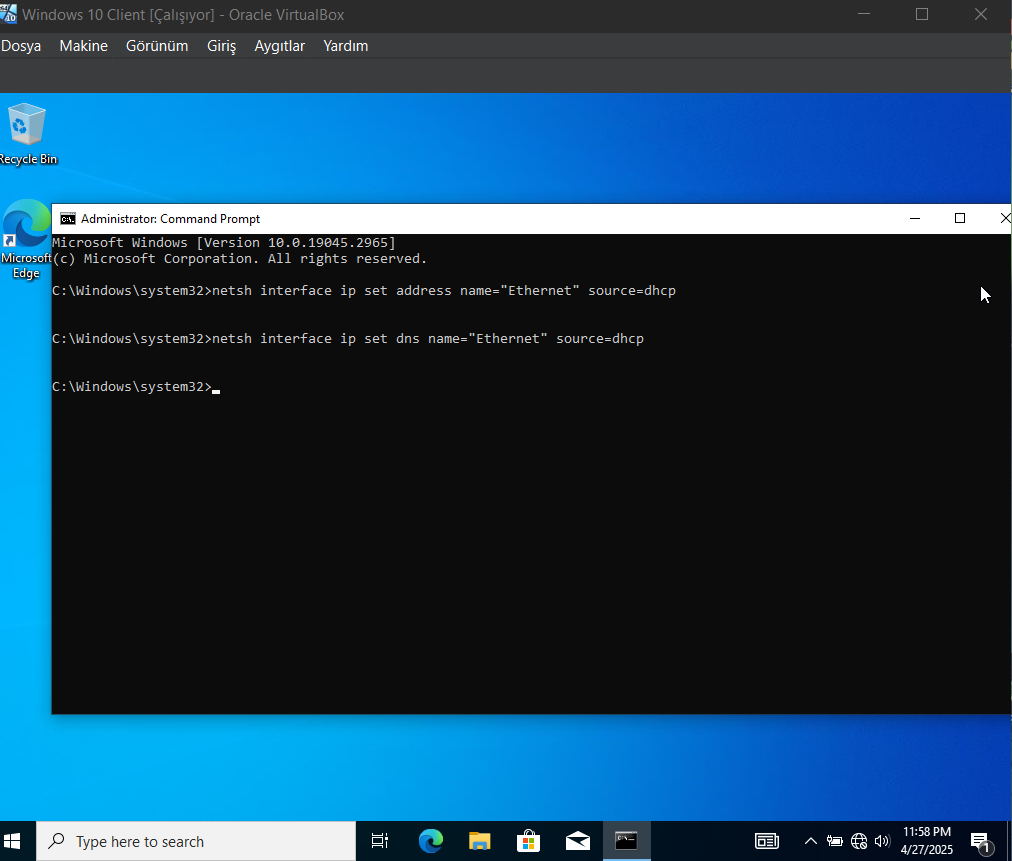 Windows 10 Client [Çalışıyor] - Oracle VirtualBox
Dosya Makine Görünüm Giriş Aygıtlar Yardım
Recycle Bin
Administrator: Command Prompt
Microsoft Windows [Version 10.0.19045.2965]
(c) Microsoft Corporation. All rights reserved.
Microsoft
Edge
C:\Windows\system32>netsh interface ip set address name="Ethernet" source=dhcp
C:\Windows\system32>netsh interface ip set dns name="Ethernet" source=dhcp
C:\Windows\system32>
Type here to search
11:58 PM
4/27/2025
1